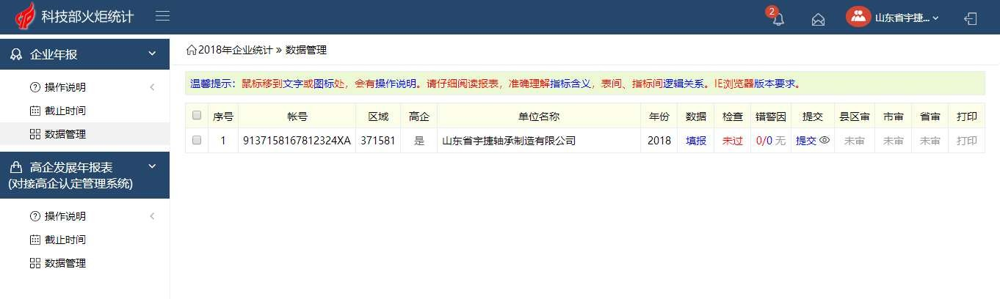 科技部火炬统计
2
山东省宇捷...
企业年报
操作说明
截止时间
数据管理
高企发展年报表
(对接高企认定管理系统)
操作说明
截止时间
数据管理
2018年企业统计 » 数据管理
温馨提示：鼠标移到文字或图标处，会有操作说明。请仔细阅读报表，准确理解指标含义，表间、指标间逻辑关系。IE浏览器版本要求。
序号 帐号 区域 高企 单位名称 年份 数据 检查 错警因 提交 县区审 市审 省审 打印
1 9137158167812324XA 371581 是 山东省宇捷轴承制造有限公司 2018 填报 未过 0/0 无 提交 未审 未审 未审 打印